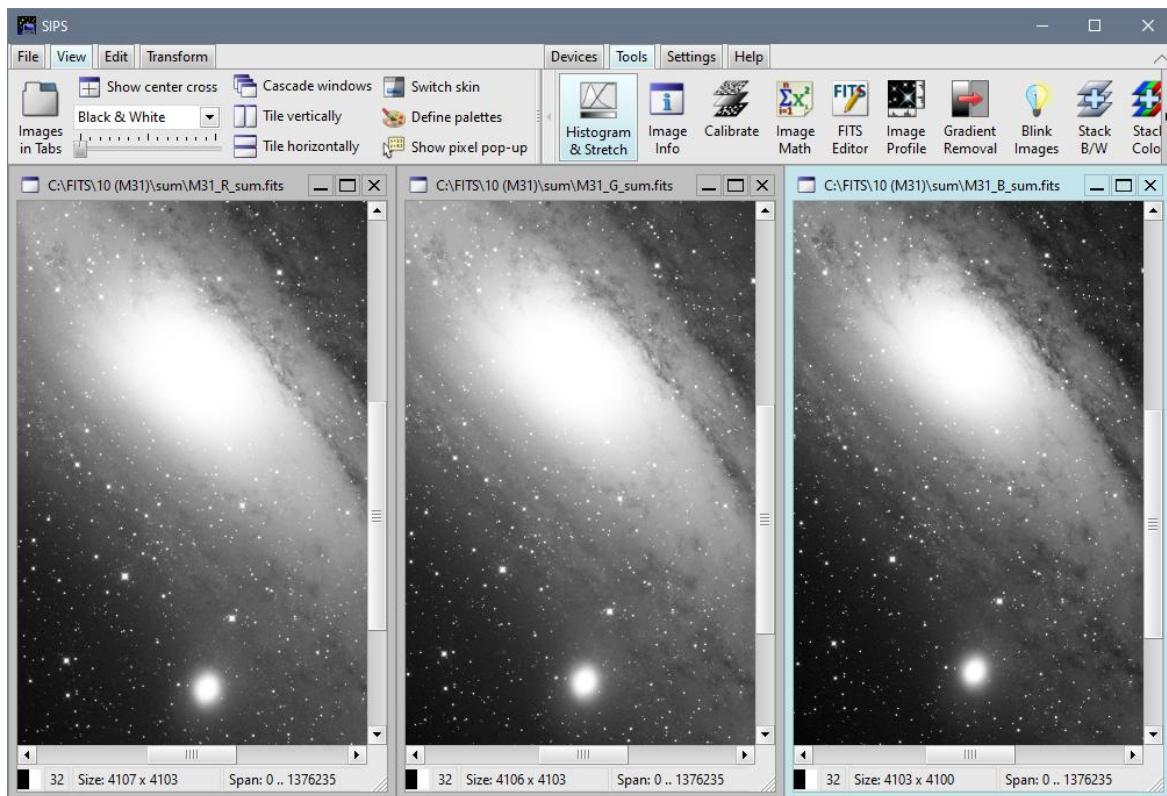 SIPS
File View Edit Transform Devices Tools Settings Help
Show center cross Cascade windows Switch skin
Black & White Tile vertically Define palettes
Tile horizontally Show pixel pop-up
Images in Tabs
Histogram & Stretch
Image Info
Calibrate
Image Math
FITS
FITS Editor
Image Profile
Gradient Removal
Blink Images
Stack B/W
Stack Colo
C:\FITS\10 (M31)\sum\M31_R_sum.fits
C:\FITS\10 (M31)\sum\M31_G_sum.fits
C:\FITS\10 (M31)\sum\M31_B_sum.fits
32 Size: 4107 x 4103 Span: 0 .. 1376235
32 Size: 4106 x 4103 Span: 0 .. 1376235
32 Size: 4103 x 4100 Span: 0 .. 1376235